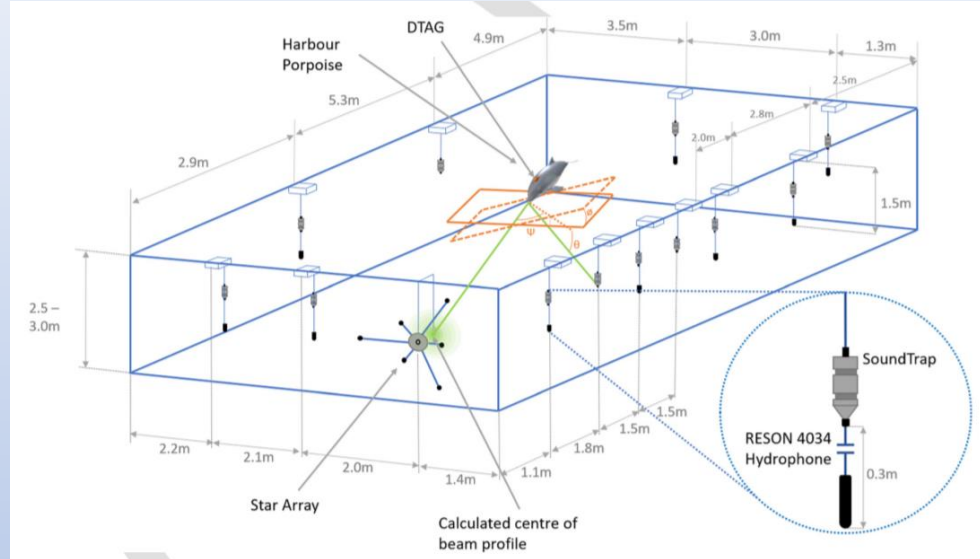 DTAG
Harbour
Porpoise
4.9m
3.5m
3.0m
1.3m
5.3m
2.5m
2.8m
2.0m
2.9m
1.5m
ø
Ψ
θ
2.5 –
3.0m
SoundTrap
RESON 4034
Hydrophone
0.3m
2.2m
2.1m
2.0m
1.4m
1.1m
1.8m
1.5m
1.5m
Star Array
Calculated centre of
beam profile